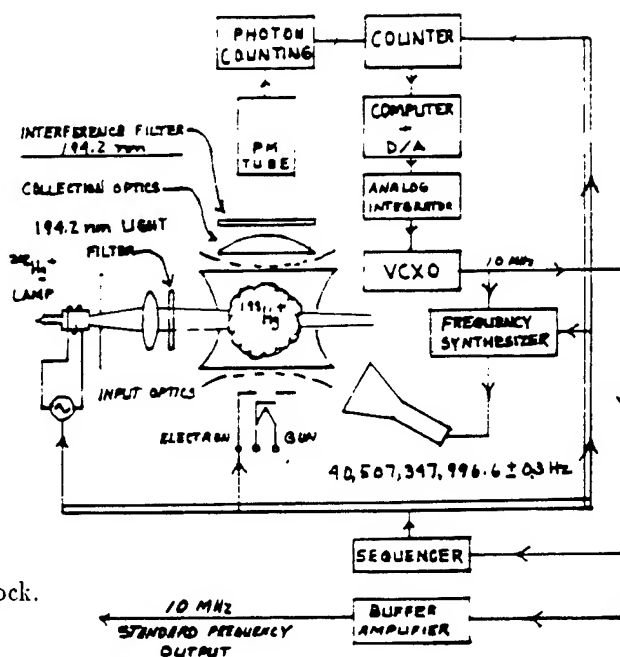 PHOTON
COUNTING
COUNTER
COMPUTER
+
D/A
PM
TUBE
INTERFERENCE FILTER
194.2 nm
COLLECTION OPTICS
ANALOG
INTEGRATOR
194.2 nm LIGHT
FILTER
VCXO
10 MHz
202Hg+
LAMP
199Hg+
FREQUENCY
SYNTHESIZER
INPUT OPTICS
ELECTRON GUN
40,507,347,996.6 ± 0.3 Hz
SEQUENCER
ock.
10 MHz
STANDARD FREQUENCY
OUTPUT
BUFFER
AMPLIFIER